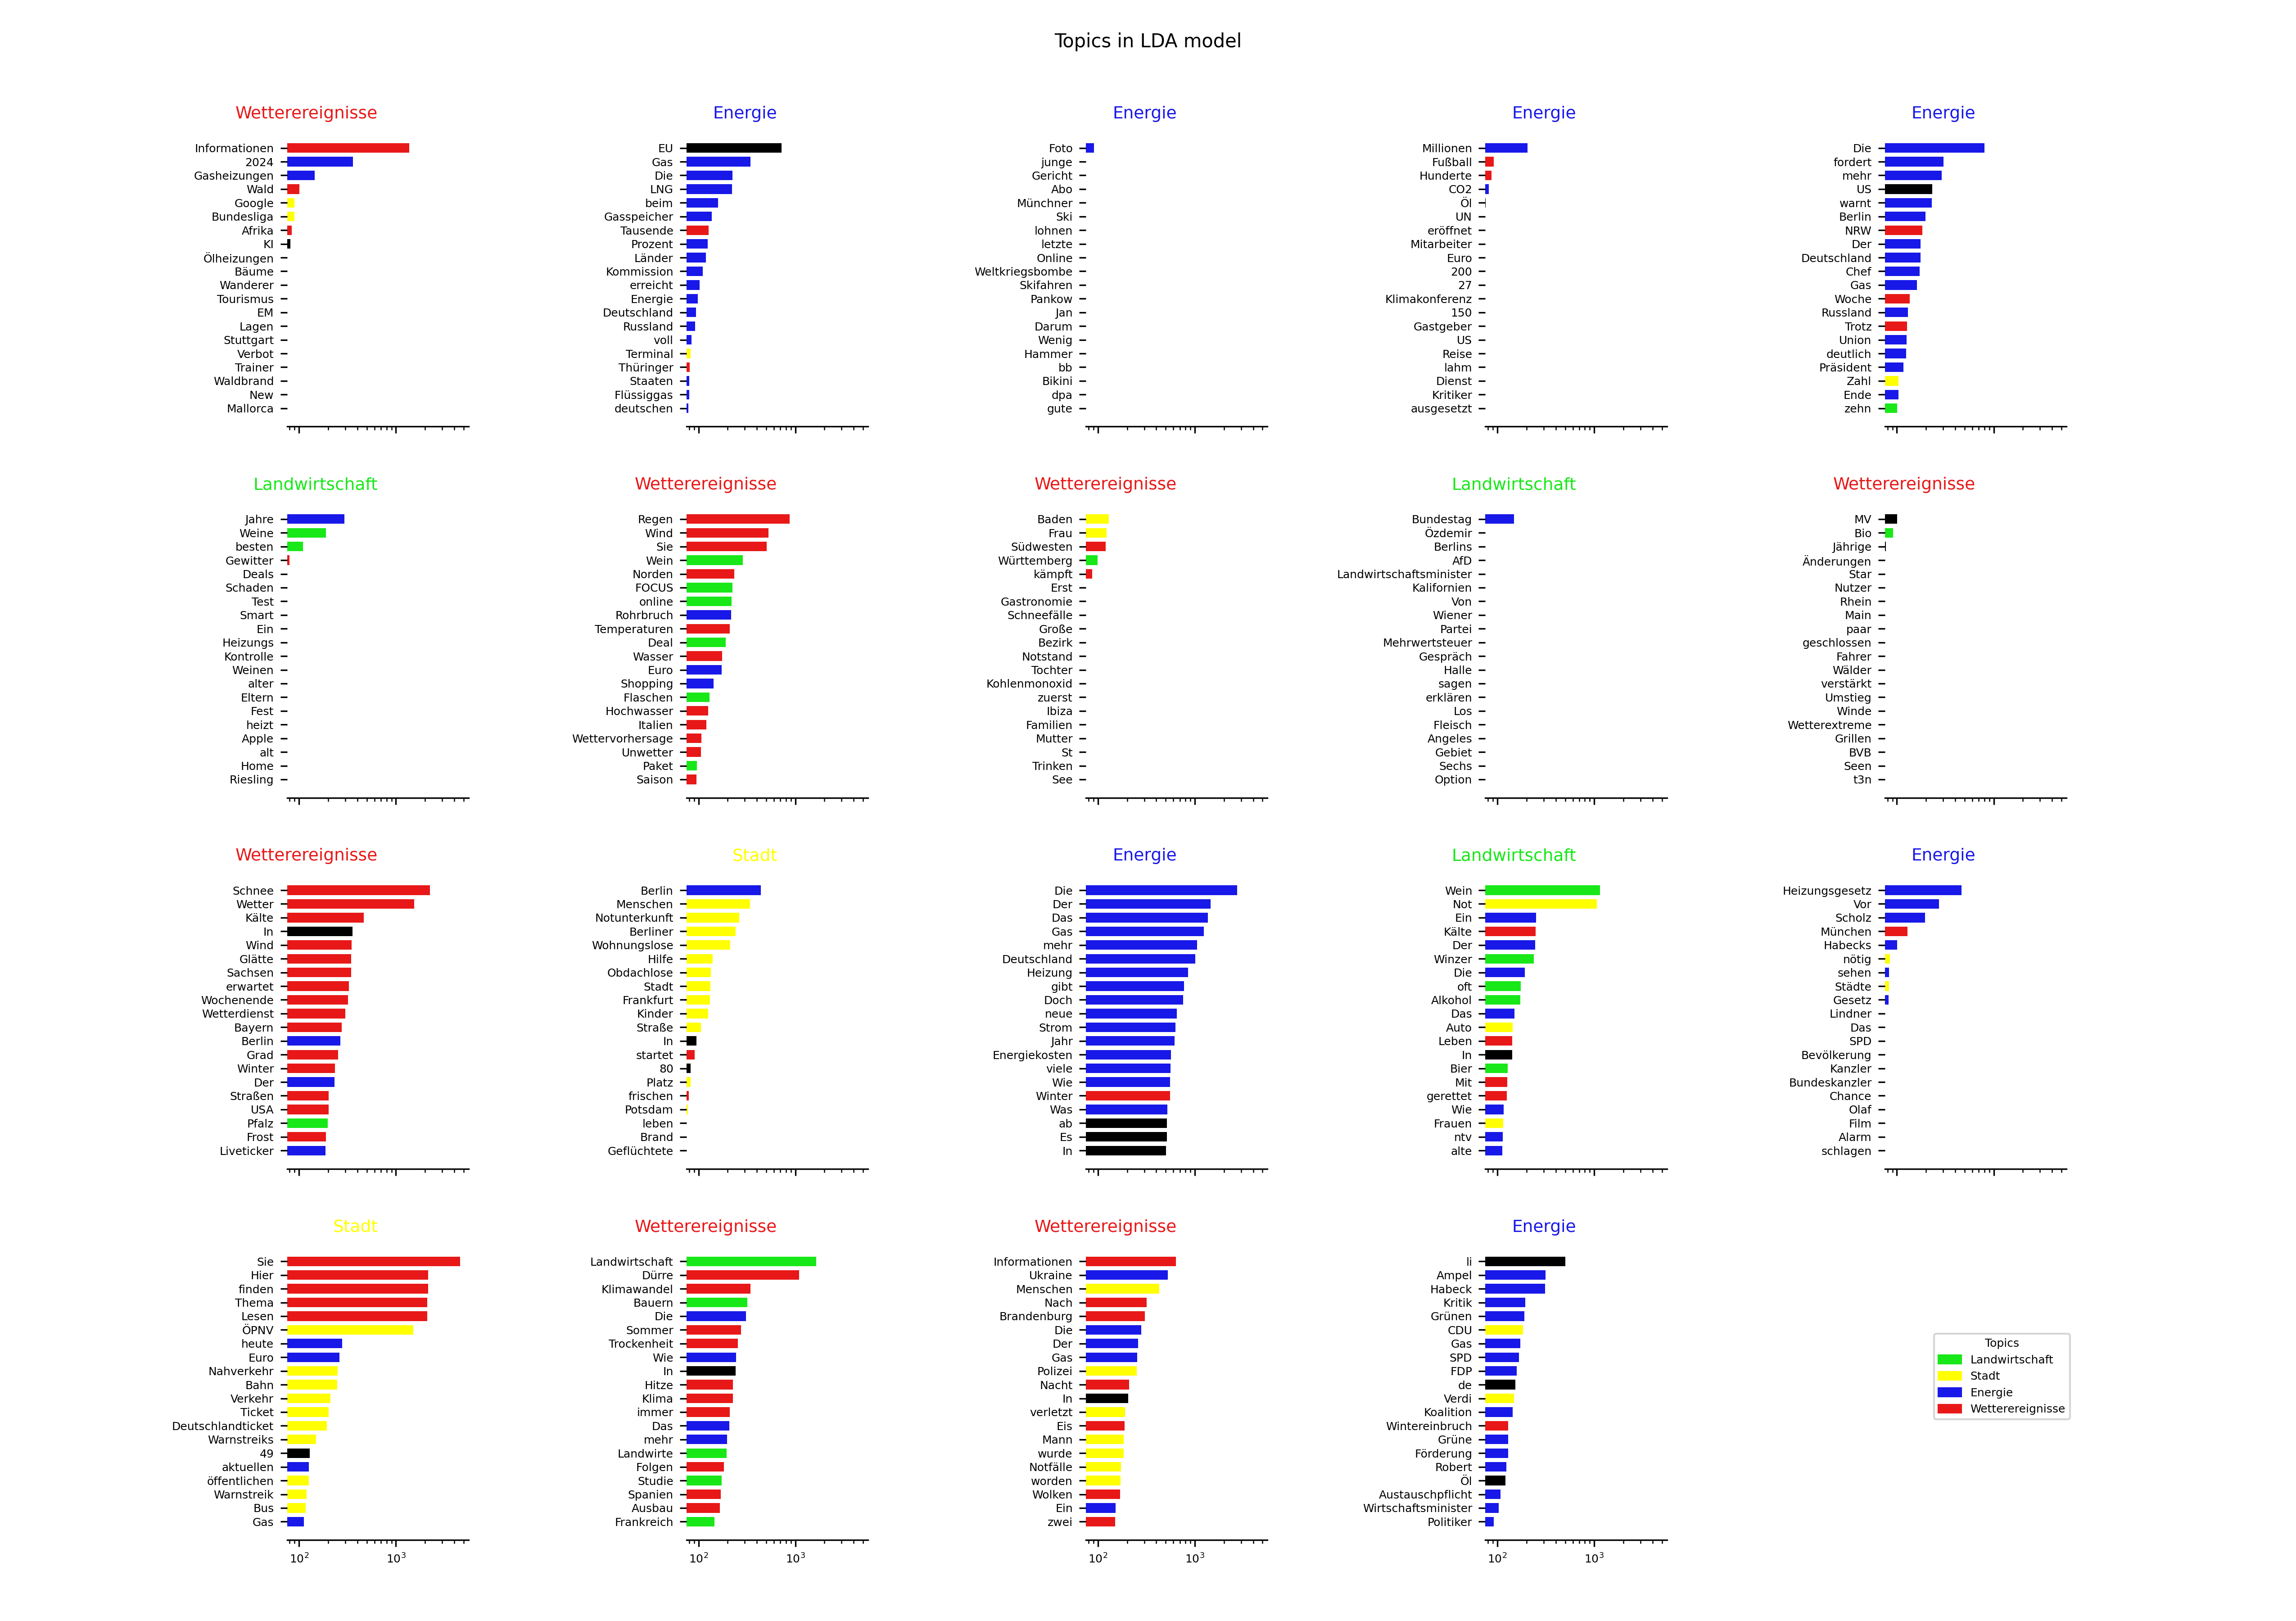 Topics in LDA model
Wetterereignisse
Informationen
2024
Gasheizungen
Wald
Google
Bundesliga
Afrika
KI
Ölheizungen
Bäume
Wanderer
Tourismus
EM
Lagen
Stuttgart
Verbot
Trainer
Waldbrand
New
Mallorca
Energie
EU
Gas
Die
LNG
beim
Gasspeicher
Tausende
Prozent
Länder
Kommission
erreicht
Energie
Deutschland
Russland
voll
Terminal
Thüringer
Staaten
Flüssiggas
deutschen
Energie
Foto
junge
Gericht
Abo
Münchner
Ski
lohnen
letzte
Online
Weltkriegsbombe
Skifahren
Pankow
Jan
Darum
Wenig
Hammer
bb
Bikini
dpa
gute
Energie
Millionen
Fußball
Hunderte
CO2
Öl
UN
eröffnet
Mitarbeiter
Euro
200
27
Klimakonferenz
150
Gastgeber
US
Reise
lahm
Dienst
Kritiker
ausgesetzt
Energie
Die
fordert
mehr
US
warnt
Berlin
NRW
Der
Deutschland
Chef
Gas
Woche
Russland
Trotz
Union
deutlich
Präsident
Zahl
Ende
zehn
Landwirtschaft
Jahre
Weine
besten
Gewitter
Deals
Schaden
Test
Smart
Ein
Heizungs
Kontrolle
Weinen
alter
Eltern
Fest
heizt
Apple
alt
Home
Riesling
Wetterereignisse
Regen
Wind
Sie
Wein
Norden
FOCUS
online
Rohrbruch
Temperaturen
Deal
Wasser
Euro
Shopping
Flaschen
Hochwasser
Italien
Wettervorhersage
Unwetter
Paket
Saison
Wetterereignisse
Baden
Frau
Südwesten
Württemberg
kämpft
Erst
Gastronomie
Schneefälle
Große
Bezirk
Notstand
Tochter
Kohlenmonoxid
zuerst
Ibiza
Familien
Mutter
St
Trinken
See
Landwirtschaft
Bundestag
Özdemir
Berlins
AfD
Landwirtschaftsminister
Kalifornien
Von
Wiener
Partei
Mehrwertsteuer
Gespräch
Halle
sagen
erklären
Los
Fleisch
Angeles
Gebiet
Sechs
Option
Wetterereignisse
MV
Bio
Jährige
Änderungen
Star
Nutzer
Rhein
Main
paar
geschlossen
Fahrer
Wälder
verstärkt
Umstieg
Winde
Wetterextreme
Grillen
BVB
Seen
t3n
Wetterereignisse
Schnee
Wetter
Kälte
In
Wind
Glätte
Sachsen
erwartet
Wochenende
Wetterdienst
Bayern
Berlin
Grad
Winter
Der
Straßen
USA
Pfalz
Frost
Liveticker
Stadt
Berlin
Menschen
Notunterkunft
Berliner
Wohnungslose
Hilfe
Obdachlose
Stadt
Frankfurt
Kinder
Straße
In
startet
80
Platz
frischen
Potsdam
leben
Brand
Geflüchtete
Energie
Die
Der
Das
Gas
mehr
Deutschland
Heizung
gibt
Doch
neue
Strom
Jahr
Energiekosten
viele
Wie
Winter
Was
ab
Es
In
Landwirtschaft
Wein
Not
Ein
Kälte
Der
Winzer
Die
oft
Alkohol
Das
Auto
Leben
In
Bier
Mit
gerettet
Wie
Frauen
ntv
alte
Energie
Heizungsgesetz
Vor
Scholz
München
Habecks
nötig
sehen
Städte
Gesetz
Lindner
Das
SPD
Bevölkerung
Kanzler
Bundeskanzler
Chance
Olaf
Film
Alarm
schlagen
Stadt
Sie
Hier
finden
Thema
Lesen
ÖPNV
heute
Euro
Nahverkehr
Bahn
Verkehr
Ticket
Deutschlandticket
Warnstreiks
49
aktuellen
öffentlichen
Warnstreik
Bus
Gas
10² 10³
Wetterereignisse
Landwirtschaft
Dürre
Klimawandel
Bauern
Die
Sommer
Trockenheit
Wie
In
Hitze
Klima
immer
Das
mehr
Landwirte
Folgen
Studie
Spanien
Ausbau
Frankreich
10² 10³
Wetterereignisse
Informationen
Ukraine
Menschen
Nach
Brandenburg
Die
Der
Gas
Polizei
Nacht
In
verletzt
Eis
Mann
wurde
Notfälle
worden
Wolken
Ein
zwei
10² 10³
Energie
li
Ampel
Habeck
Kritik
Grünen
CDU
Gas
SPD
FDP
de
Verdi
Koalition
Wintereinbruch
Grüne
Förderung
Robert
Öl
Austauschpflicht
Wirtschaftsminister
Politiker
10² 10³
Topics
Landwirtschaft
Stadt
Energie
Wetterereignisse